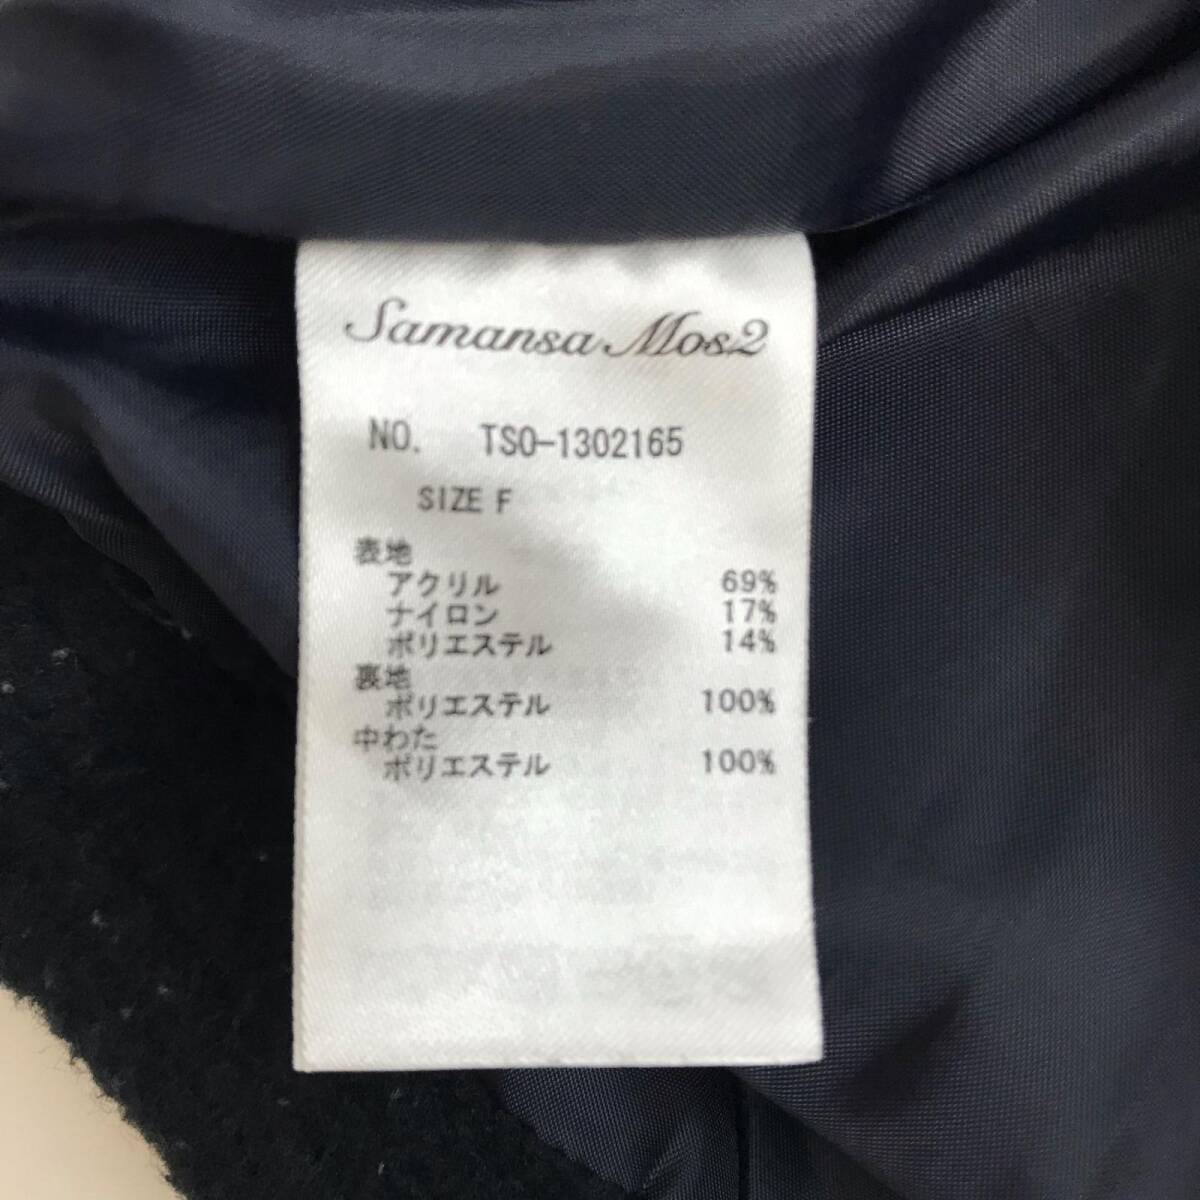 Samansa Mos2
NO. TSO-1302165
SIZE F
表地
アクリル 69%
ナイロン 17%
ポリエステル 14%
裏地
ポリエステル 100%
中わた
ポリエステル 100%